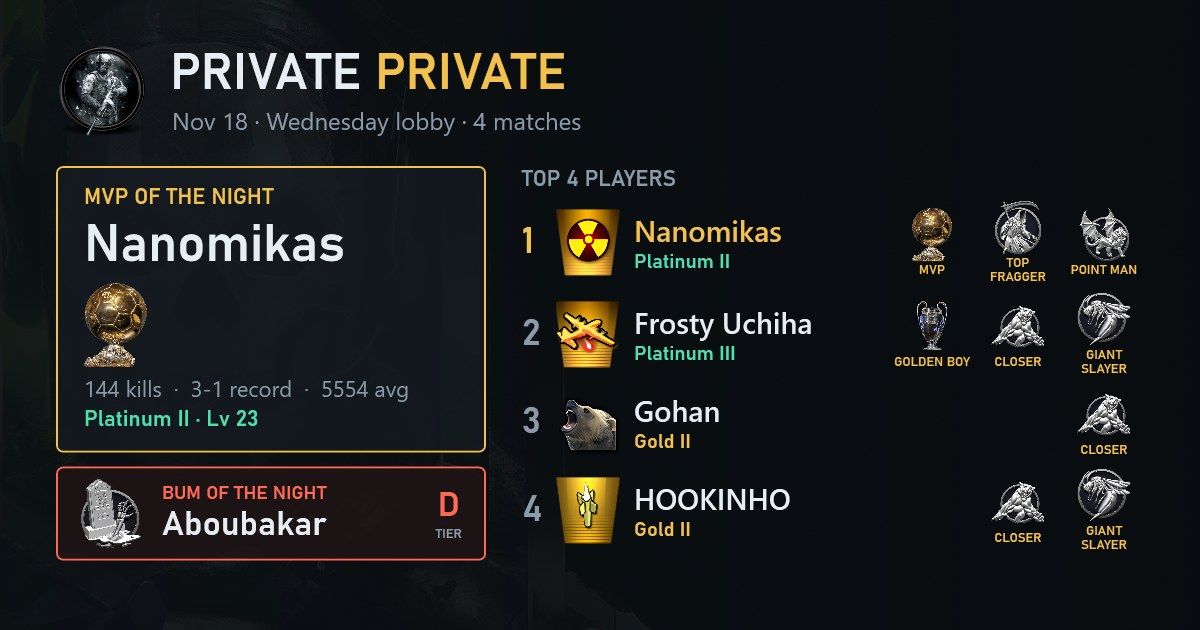 PRIVATE PRIVATE
Nov 18 · Wednesday lobby · 4 matches
MVP OF THE NIGHT
Nanomikas
144 kills · 3-1 record · 5554 avg
Platinum II · Lv 23
BUM OF THE NIGHT
Aboubakar
D
TIER
TOP 4 PLAYERS
1
Nanomikas
Platinum II
MVP
TOP
FRAGGER
POINT MAN
2
Frosty Uchiha
Platinum III
GOLDEN BOY
CLOSER
GIANT
SLAYER
3
Gohan
Gold II
CLOSER
4
HOOKINHO
Gold II
CLOSER
GIANT
SLAYER